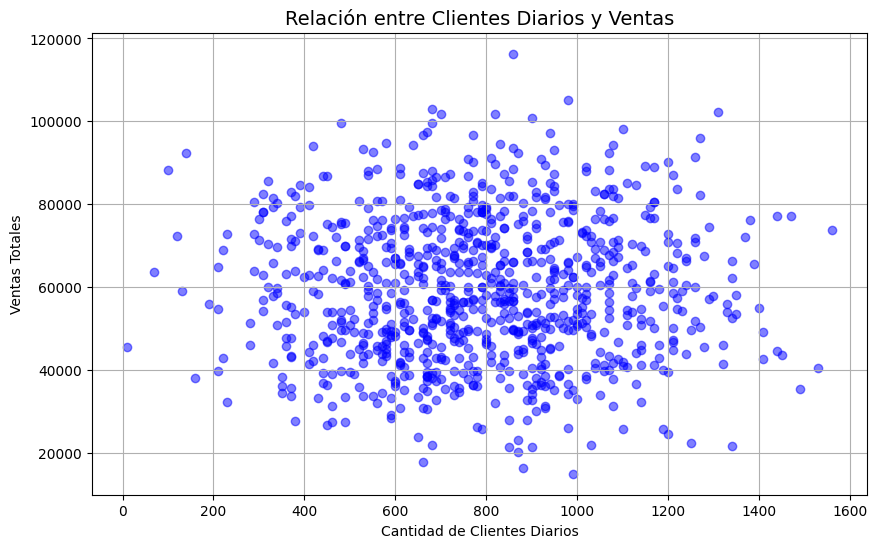 Relación entre Clientes Diarios y Ventas
120000
100000
80000
60000
40000
20000
Ventas Totales
0 200 400 600 800 1000 1200 1400 1600
Cantidad de Clientes Diarios